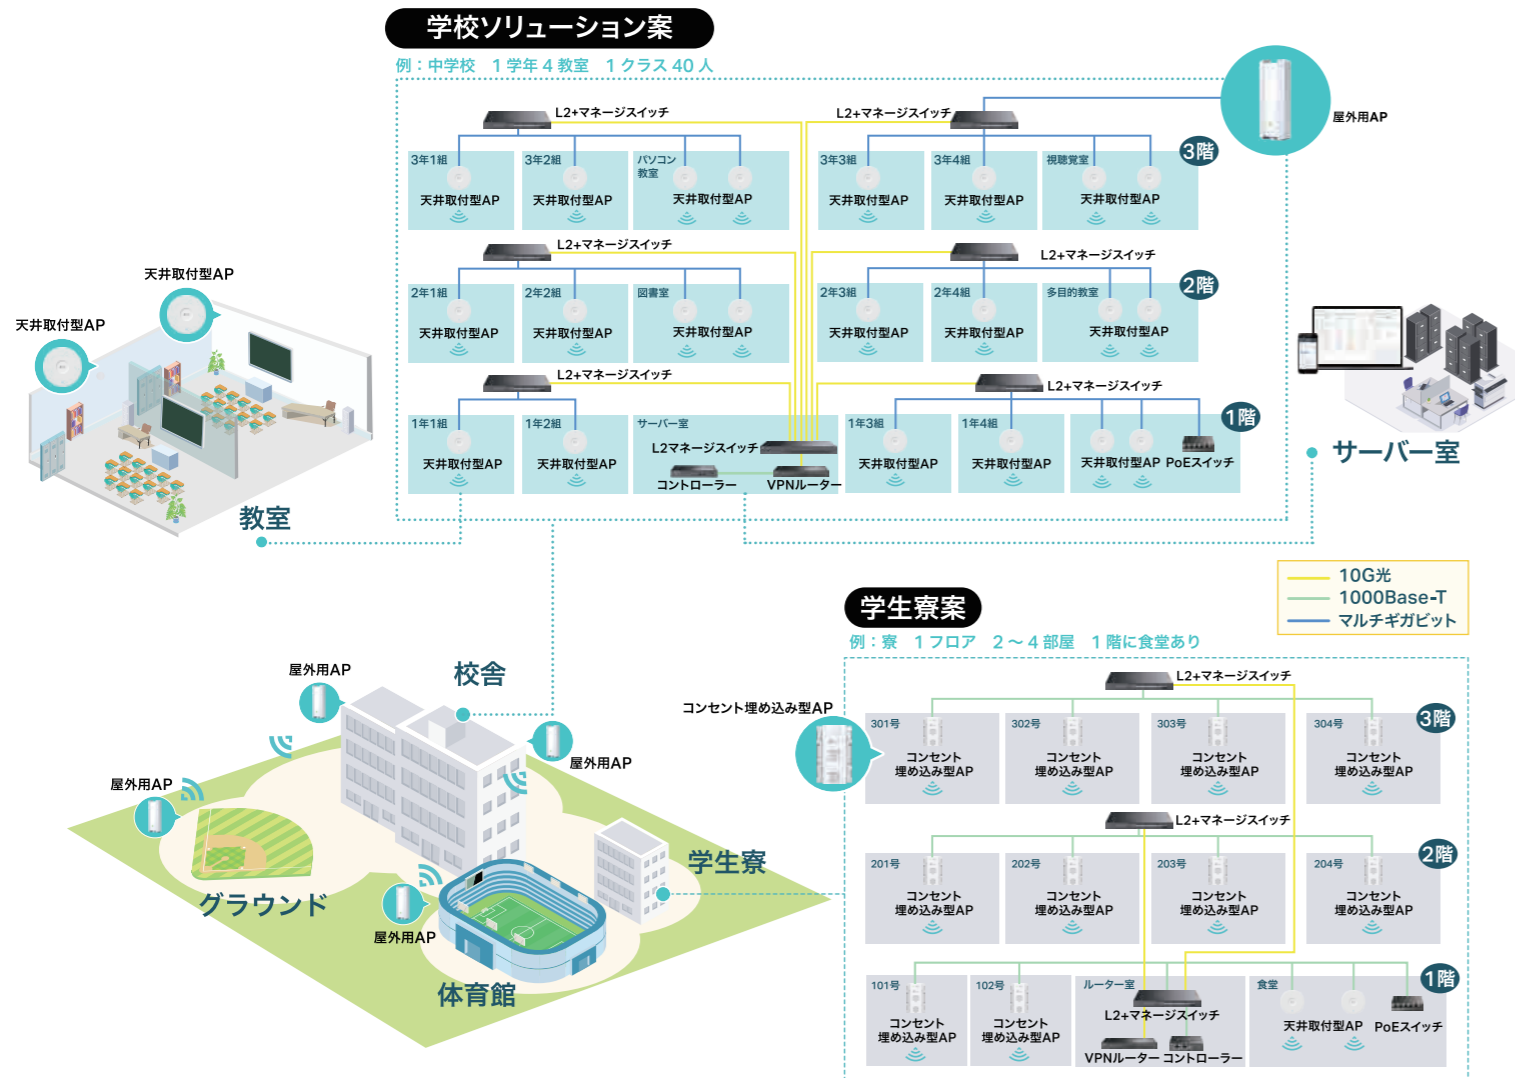 学校ソリューション案
例：中学校　1学年4教室　1クラス40人
屋外用AP
L2+マネージスイッチ
L2+マネージスイッチ
3階
3年1組
天井取付型AP
3年2組
天井取付型AP
パソコン
教室
天井取付型AP
3年3組
天井取付型AP
3年4組
天井取付型AP
視聴覚室
天井取付型AP
L2+マネージスイッチ
L2+マネージスイッチ
2階
2年1組
天井取付型AP
2年2組
天井取付型AP
図書室
天井取付型AP
2年3組
天井取付型AP
2年4組
天井取付型AP
多目的教室
天井取付型AP
L2+マネージスイッチ
L2+マネージスイッチ
1階
1年1組
天井取付型AP
1年2組
天井取付型AP
サーバー室
L2マネージスイッチ
コントローラー
VPNルーター
1年3組
天井取付型AP
1年4組
天井取付型AP
天井取付型AP
PoEスイッチ
天井取付型AP
天井取付型AP
教室
サーバー室
10G光
1000Base-T
マルチギガビット
校舎
屋外用AP
屋外用AP
屋外用AP
グラウンド
屋外用AP
体育館
学生寮
学生寮案
例：寮　1フロア　2～4部屋　1階に食堂あり
コンセント埋め込み型AP
L2+マネージスイッチ
3階
301号
コンセント
埋め込み型AP
302号
コンセント
埋め込み型AP
303号
コンセント
埋め込み型AP
304号
コンセント
埋め込み型AP
L2+マネージスイッチ
2階
201号
コンセント
埋め込み型AP
202号
コンセント
埋め込み型AP
203号
コンセント
埋め込み型AP
204号
コンセント
埋め込み型AP
1階
101号
コンセント
埋め込み型AP
102号
コンセント
埋め込み型AP
ルーター室
L2+マネージスイッチ
VPNルーター
コントローラー
食堂
天井取付型AP
PoEスイッチ